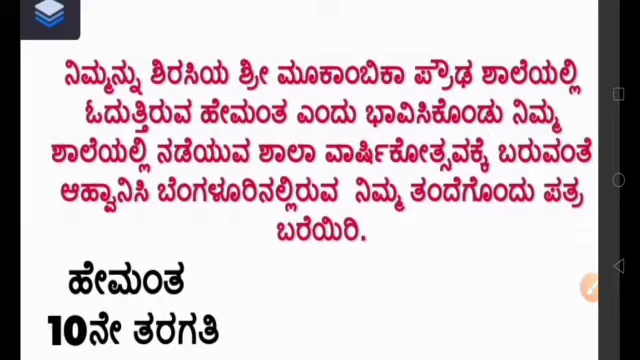 ನಿಮ್ಮನ್ನು ಶಿರಸಿಯ ಶ್ರೀ ಮೂಕಾಂಬಿಕಾ ಪ್ರೌಢ ಶಾಲೆಯಲ್ಲಿ
ಓದುತ್ತಿರುವ ಹೇಮಂತ ಎಂದು ಭಾವಿಸಿಕೊಂಡು ನಿಮ್ಮ
ಶಾಲೆಯಲ್ಲಿ ನಡೆಯುವ ಶಾಲಾ ವಾರ್ಷಿಕೋತ್ಸವಕ್ಕೆ ಬರುವಂತೆ
ಆಹ್ವಾನಿಸಿ ಬೆಂಗಳೂರಿನಲ್ಲಿರುವ ನಿಮ್ಮ ತಂದೆಗೊಂದು ಪತ್ರ
ಬರೆಯಿರಿ.
ಹೇಮಂತ
10ನೇ ತರಗತಿ